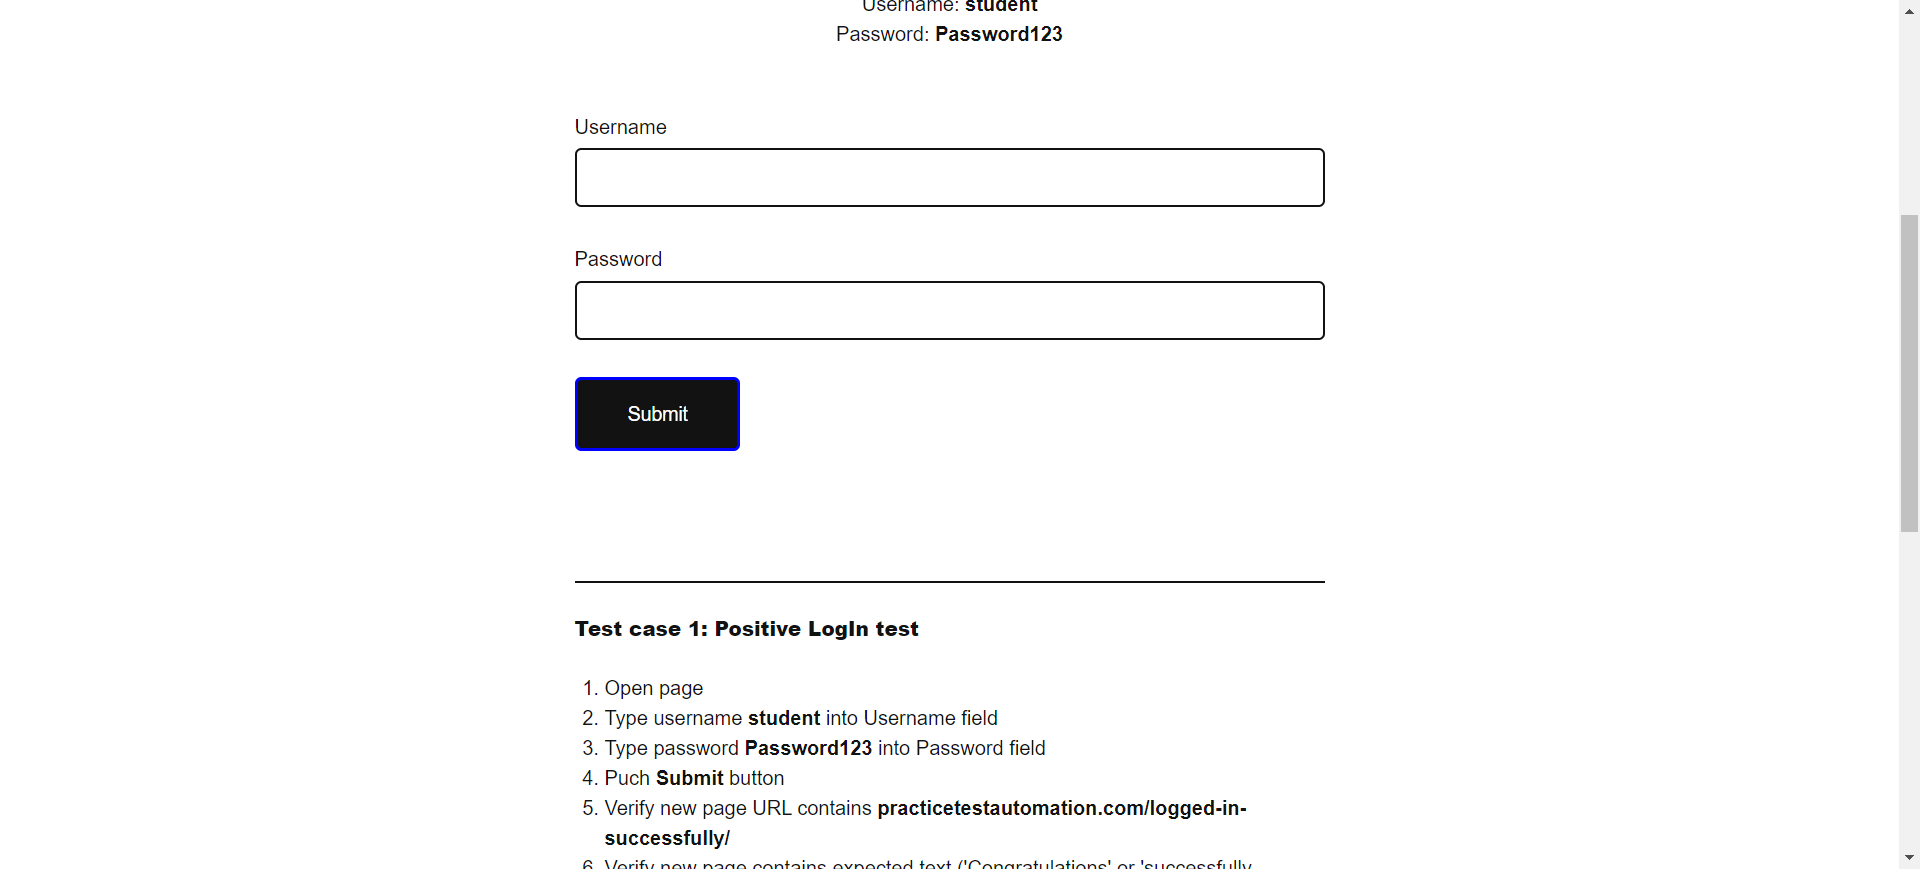 Username: student
Password: Password123
Username
Password
Submit
Test case 1: Positive LogIn test
1. Open page
2. Type username student into Username field
3. Type password Password123 into Password field
4. Puch Submit button
5. Verify new page URL contains practicetestautomation.com/logged-in-
successfully/
6. Verify new page contains expected text ('Congratulations' or 'successfully